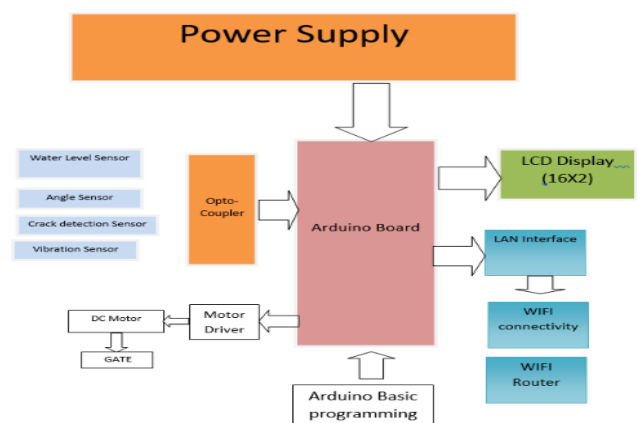 Power Supply
Water Level Sensor
Angle Sensor
Crack detection Sensor
Vibration Sensor
Opto-
Coupler
Arduino Board
LCD Display
(16X2)
LAN Interface
WIFI
connectivity
WIFI
Router
Motor
Driver
DC Motor
GATE
Arduino Basic
programming